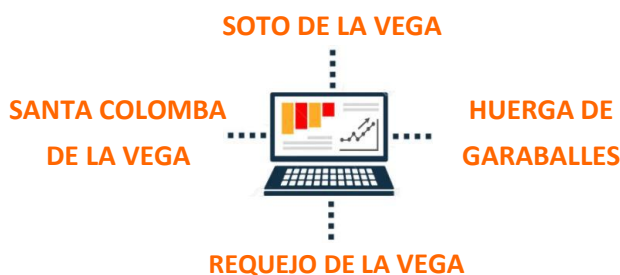 SOTO DE LA VEGA
SANTA COLOMBA
DE LA VEGA
HUERGA DE
GARABALLES
REQUEJO DE LA VEGA